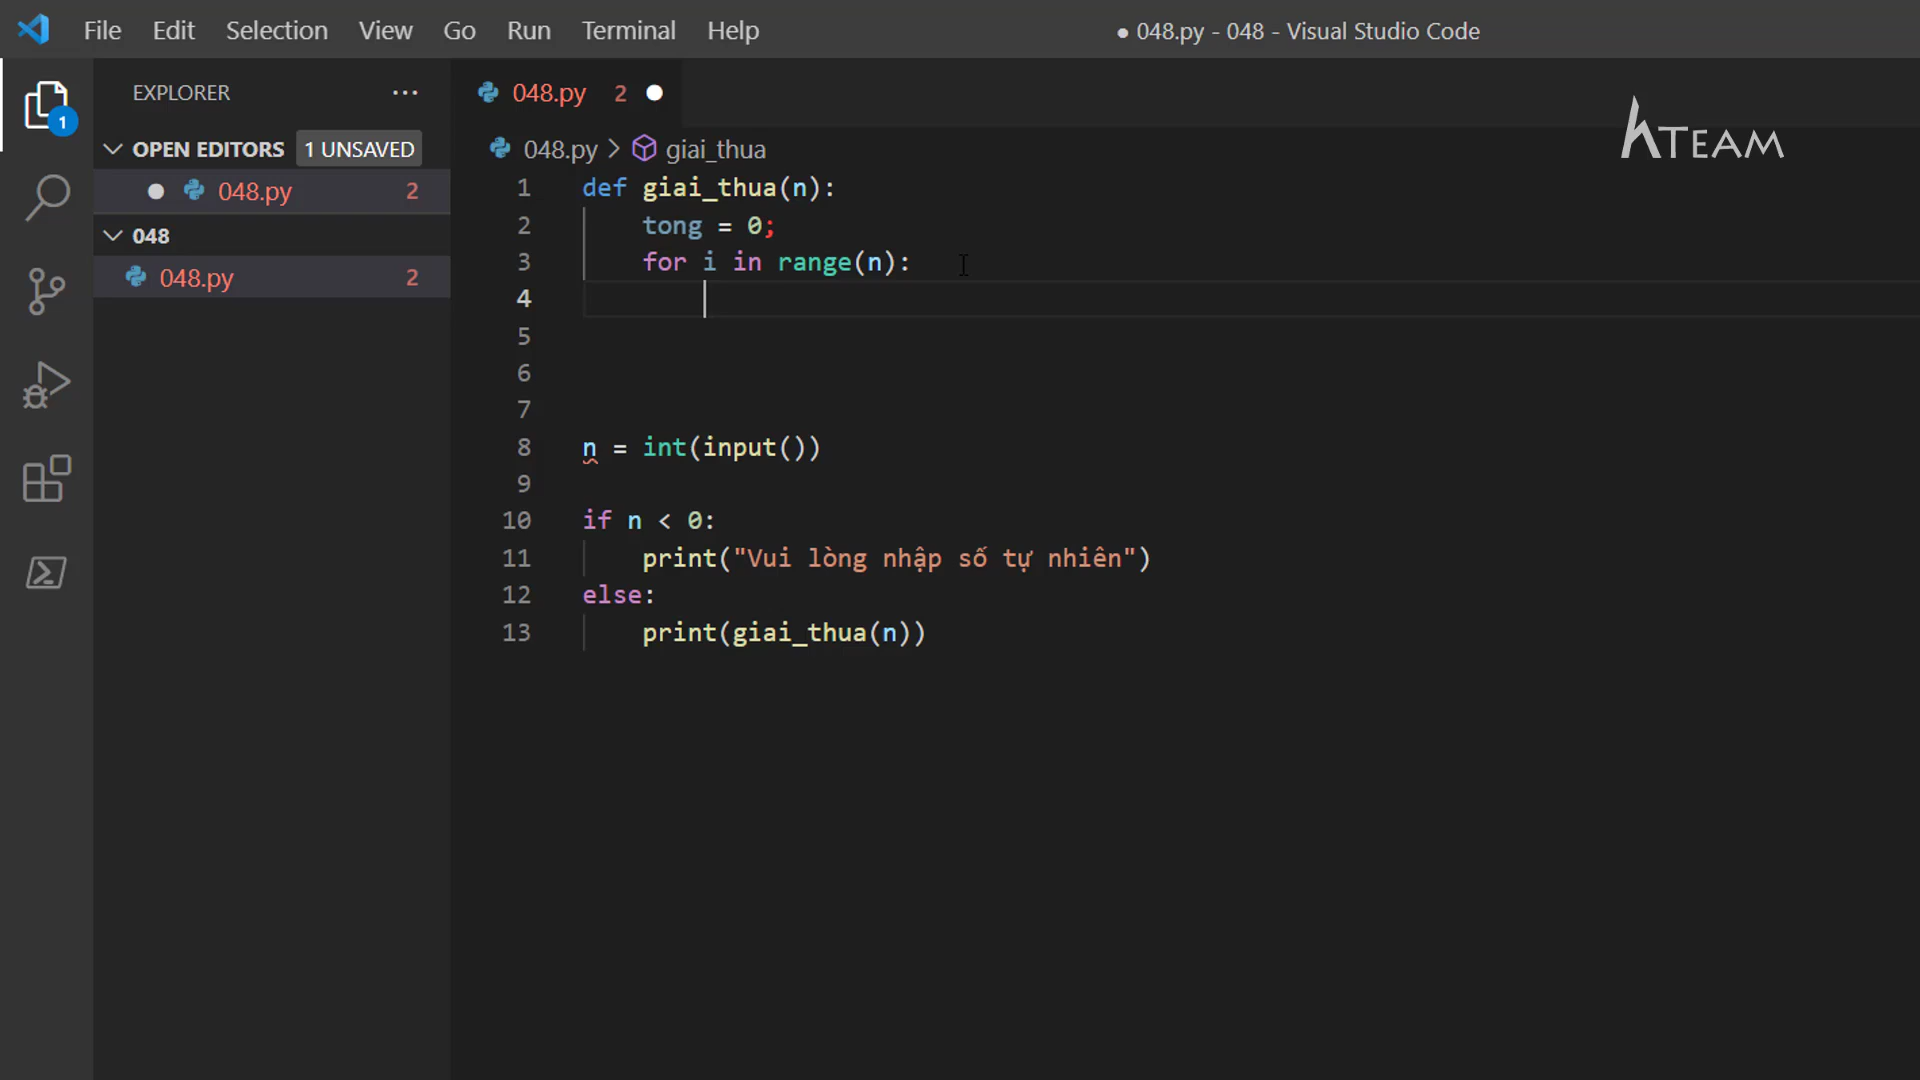 File Edit Selection View Go Run Terminal Help
● 048.py - 048 - Visual Studio Code
EXPLORER ···
048.py 2 ●
OPEN EDITORS 1 UNSAVED
● 048.py 2
048
048.py 2
1
048.py > giai_thua
HTEAM
1 def giai_thua(n):
2 tong = 0;
3 for i in range(n):
4
5
6
7
8 n = int(input())
9
10 if n < 0:
11 print("Vui lòng nhập số tự nhiên")
12 else:
13 print(giai_thua(n))